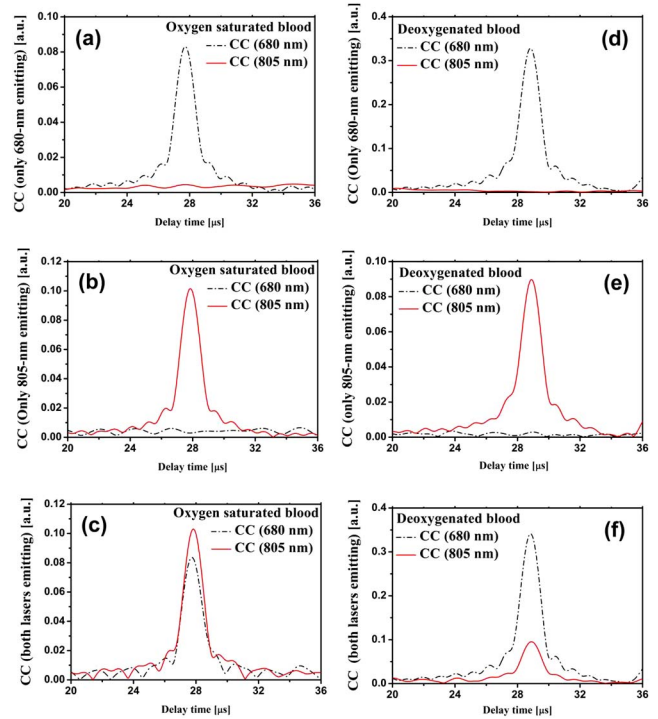 (a)
Oxygen saturated blood
CC (680 nm)
CC (805 nm)
CC (only 680-nm emitting) [a.u.]
0.10
0.08
0.06
0.04
0.02
0.00
20 24 28 32 36
Delay time [μs]
(d)
Deoxygenated blood
CC (680 nm)
CC (805 nm)
CC (Only 680-nm emitting) [a.u.]
0.4
0.3
0.2
0.1
0.0
20 24 28 32 36
Delay time [μs]
(b)
Oxygen saturated blood
CC (680 nm)
CC (805 nm)
CC (Only 805-nm emitting) [a.u.]
0.12
0.10
0.08
0.06
0.04
0.02
0.00
20 24 28 32 36
Delay time [μs]
(e)
Deoxygenated blood
CC (680 nm)
CC (805 nm)
CC (only 805-nm emitting) [a.u.]
0.10
0.08
0.06
0.04
0.02
0.00
20 24 28 32 36
Delay time [μs]
(c)
Oxygen saturated blood
CC (680 nm)
CC (805 nm)
CC (both lasers emitting) [a.u.]
0.12
0.10
0.08
0.06
0.04
0.02
0.00
20 24 28 32 36
Delay time [μs]
(f)
Deoxygenated blood
CC (680 nm)
CC (805 nm)
CC (both lasers emitting) [a.u.]
0.4
0.3
0.2
0.1
0.0
20 24 28 32 36
Delay time [μs]